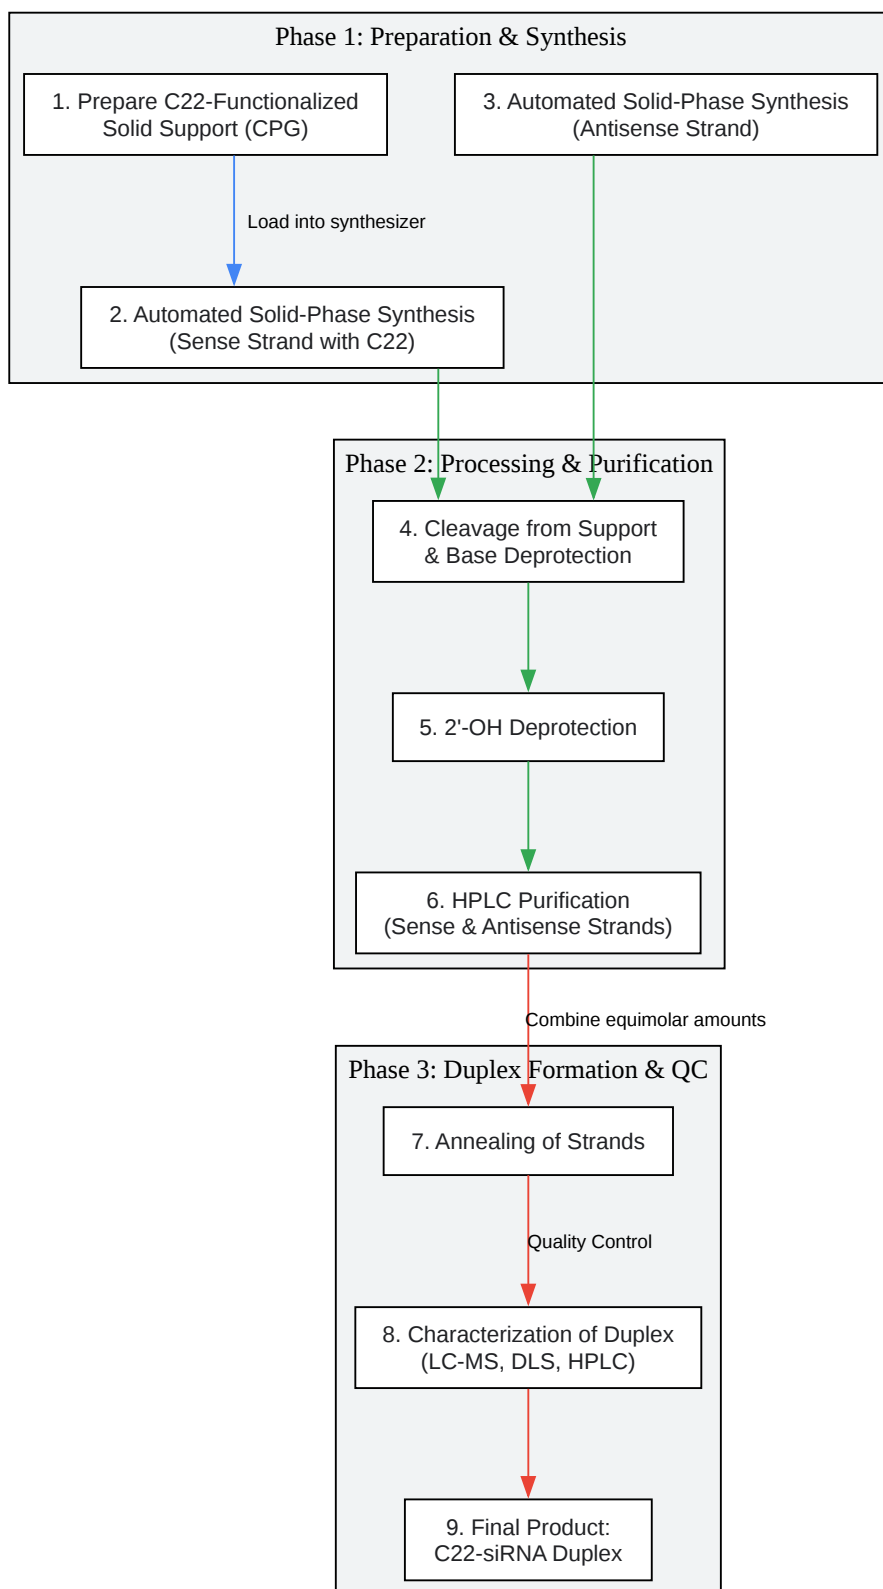 Phase 1: Preparation & Synthesis
1. Prepare C22-Functionalized
Solid Support (CPG)
3. Automated Solid-Phase Synthesis
(Antisense Strand)
Load into synthesizer
2. Automated Solid-Phase Synthesis
(Sense Strand with C22)
Phase 2: Processing & Purification
4. Cleavage from Support
& Base Deprotection
5. 2'-OH Deprotection
6. HPLC Purification
(Sense & Antisense Strands)
Combine equimolar amounts
Phase 3: Duplex Formation & QC
7. Annealing of Strands
Quality Control
8. Characterization of Duplex
(LC-MS, DLS, HPLC)
9. Final Product:
C22-siRNA Duplex